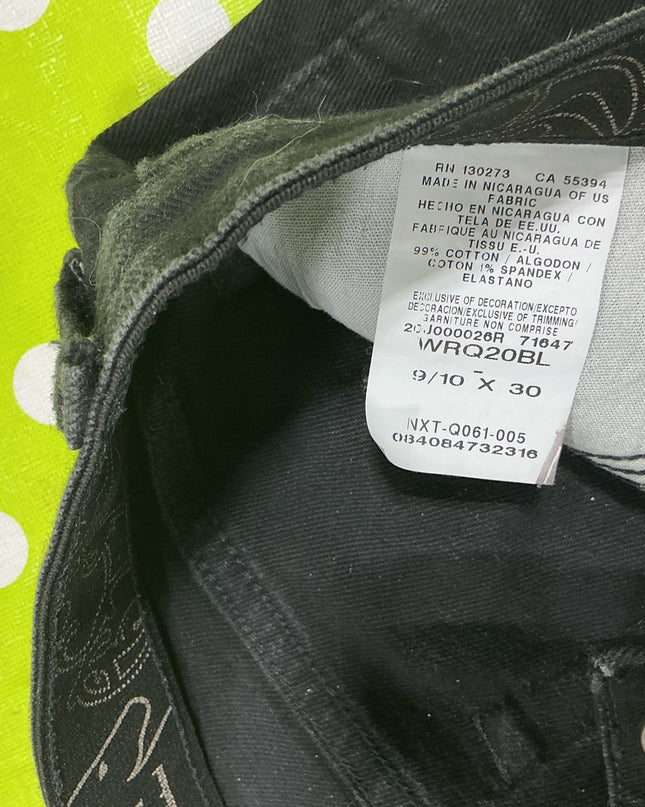 RN 130273 CA 55394
MADE IN NICARAGUA OF US
FABRIC
HECHO EN NICARAGUA CON
TELA DE EE.UU.
FABRIQUE AU NICARAGUA DE
TISSU E.-U.
99% COTTON / ALGODON /
COTON 1% SPANDEX /
ELASTANO
EXCLUSIVE OF DECORATION/EXCEPTO
DECORACION/EXCLUSIVE OF TRIMMING/
GARNITURE NON COMPRISE
71647
WRQ20BL
9/10 X 30
NXT-Q061-005
084084732316